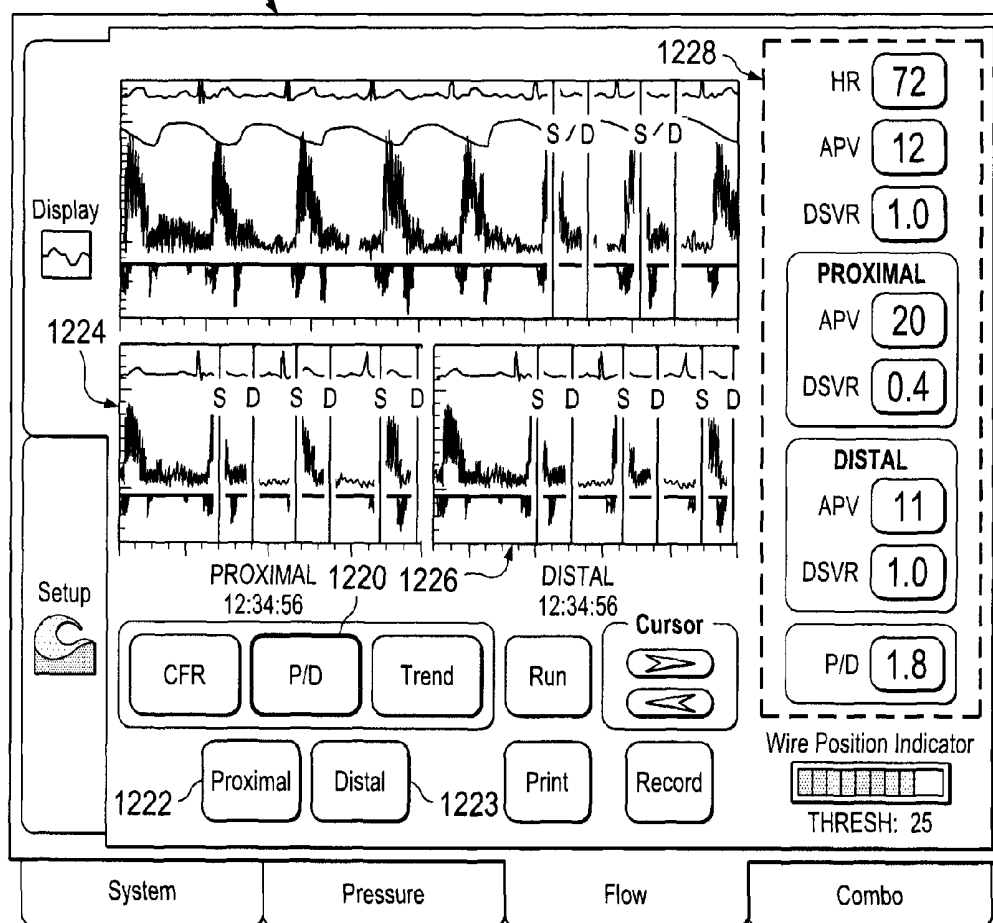 1228
HR 72
APV 12
DSVR 1.0
S D S D
Display
1224
PROXIMAL
APV 20
DSVR 0.4
S D S D S D
S D S D S D
DISTAL
APV 11
DSVR 1.0
PROXIMAL 1220 1226 DISTAL
12:34:56 12:34:56
Setup
CFR P/D Trend Run Cursor
P/D 1.8
Wire Position Indicator
1222 Proximal Distal 1223 Print Record
THRESH: 25
System Pressure Flow Combo